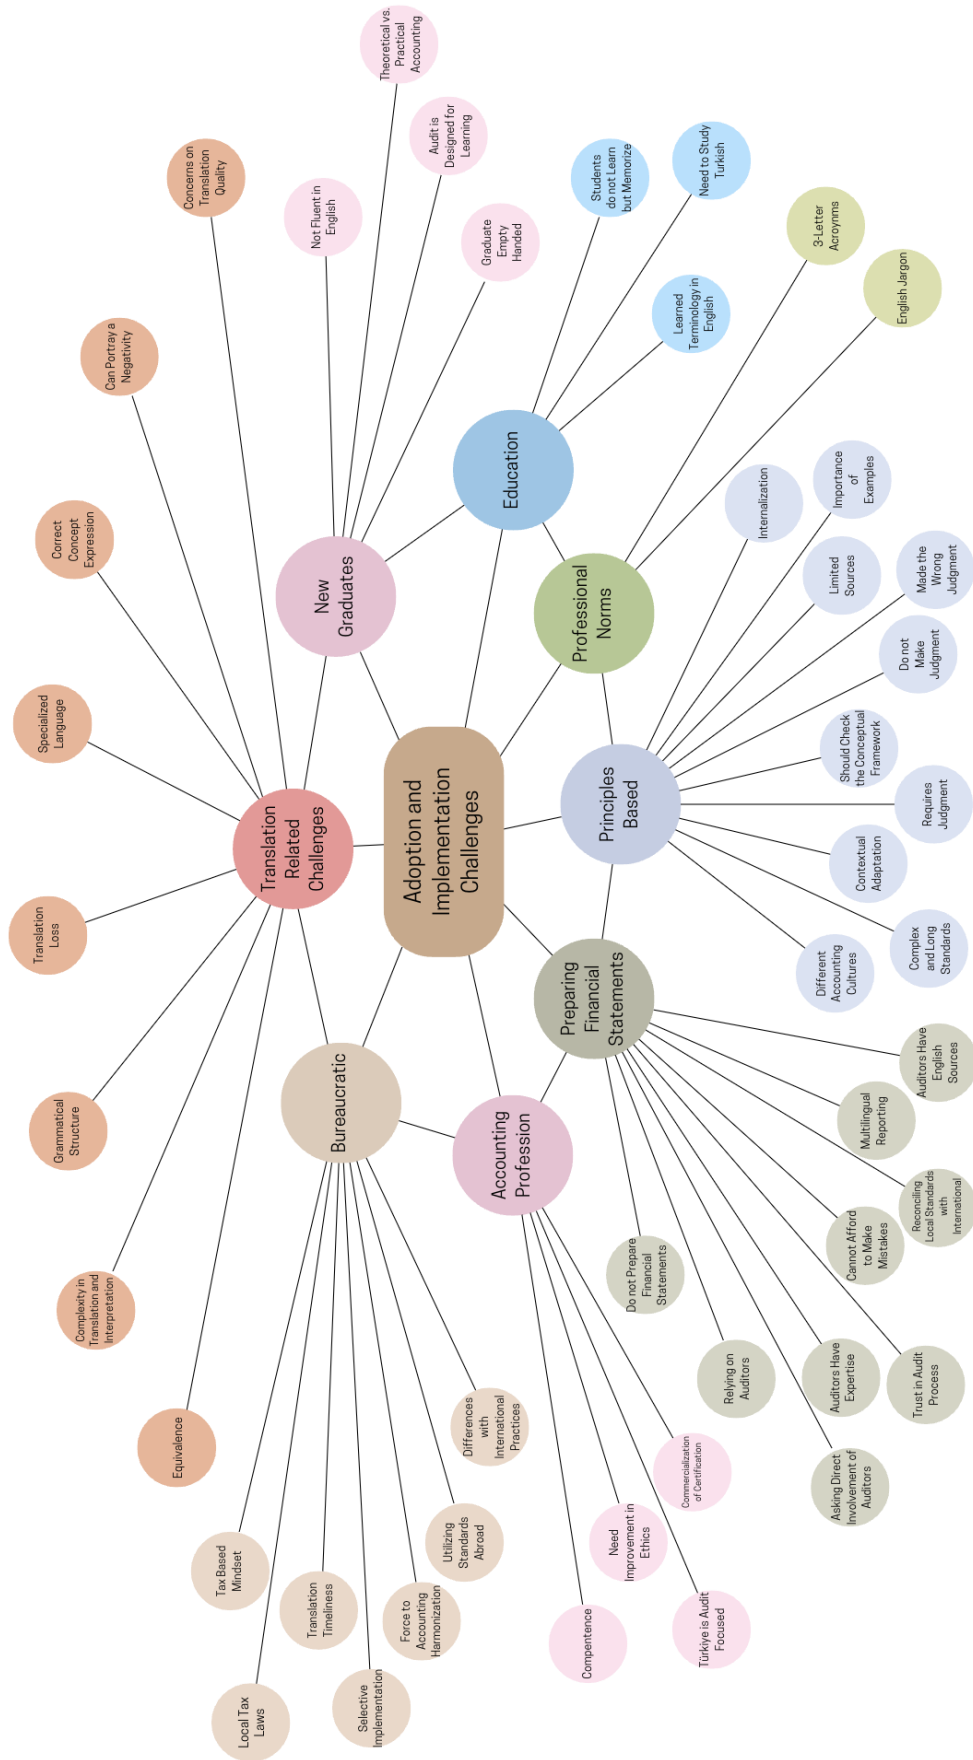 Adoption and
Implementation
Challenges
Translation
Related
Challenges
Equivalence
Complexity in
Translation and
Interpretation
Grammatical
Structure
Translation
Loss
Specialized
Language
Correct
Concept
Expression
Can Portray a
Negativity
Concerns on
Translation
Quality
New
Graduates
Not Fluent in
English
Theoretical vs.
Practical
Accounting
Audit is
Designed for
Learning
Graduate
Empty
Handed
Education
Students
do not Learn
but Memorize
Need to Study
Turkish
Learned
Terminology in
English
Professional
Norms
3-Letter
Acroynms
English Jargon
Principles
Based
Internalization
Importance
of
Examples
Limited
Sources
Made the
Wrong
Judgment
Do not
Make
Judgment
Should Check
the Conceptual
Framework
Requires
Judgment
Contextual
Adaptation
Complex
and Long
Standards
Different
Accounting
Cultures
Preparing
Financial
Statements
Auditors Have
English
Sources
Multilingual
Reporting
Reconciling
Local Standards
with
International
Cannot Afford
to Make
Mistakes
Trust in Audit
Process
Auditors Have
Expertise
Asking Direct
Involvement of
Auditors
Relying on
Auditors
Do not Prepare
Financial
Statements
Accounting
Profession
Commercialization
of Certification
Türkiye is Audit
Focused
Need
Improvement in
Ethics
Compentence
Bureaucratic
Differences
with
International
Practices
Utilizing
Standards
Abroad
Force to
Accounting
Harmonization
Selective
Implementation
Translation
Timeliness
Local Tax
Laws
Tax Based
Mindset